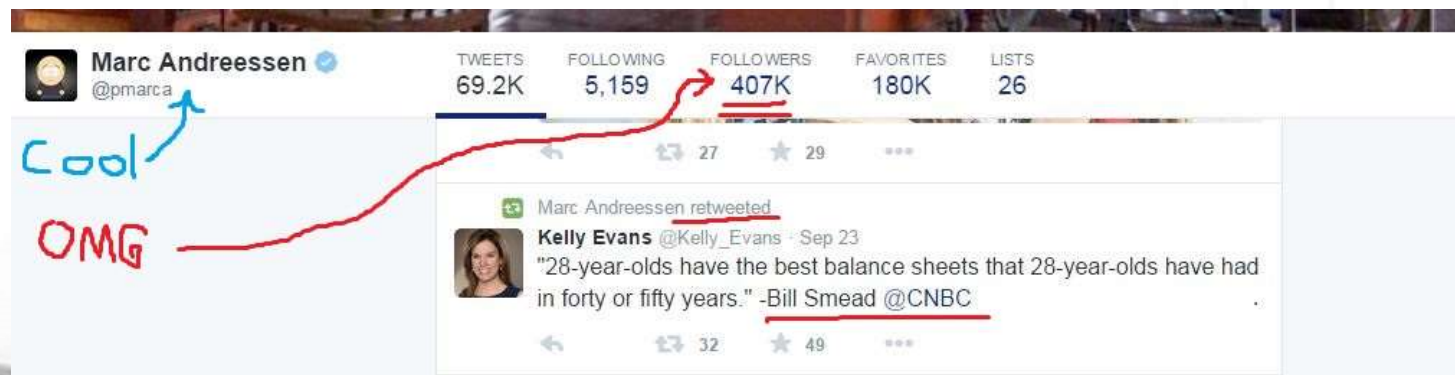 Marc Andreessen
@pmarca
TWEETS FOLLOWING FOLLOWERS FAVORITES LISTS
69.2K 5,159 407K 180K 26
Cool
27 29
OMG
Marc Andreessen retweeted
Kelly Evans @Kelly_Evans · Sep 23
"28-year-olds have the best balance sheets that 28-year-olds have had
in forty or fifty years." -Bill Smead @CNBC
32 49